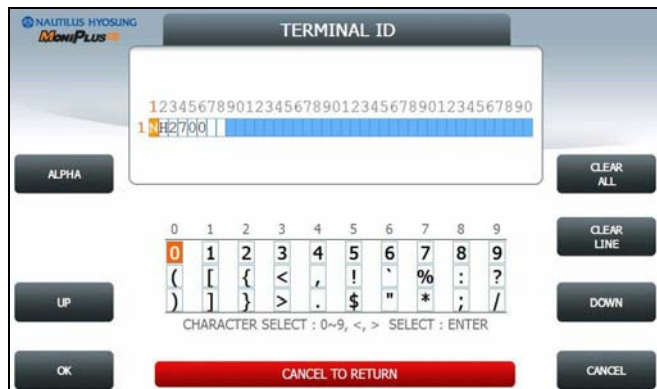 NAUTILUS HYOSUNG
MoniPlus
TERMINAL ID
1234567890123456789012345678901234567890
1 NH2700
ALPHA
CLEAR ALL
0 1 2 3 4 5 6 7 8 9
CLEAR LINE
0 1 2 3 4 5 6 7 8 9
( [ { < , ! ` % : ?
) ] } > . $ " * ; /
UP
DOWN
CHARACTER SELECT : 0~9, <, > SELECT : ENTER
OK
CANCEL TO RETURN
CANCEL